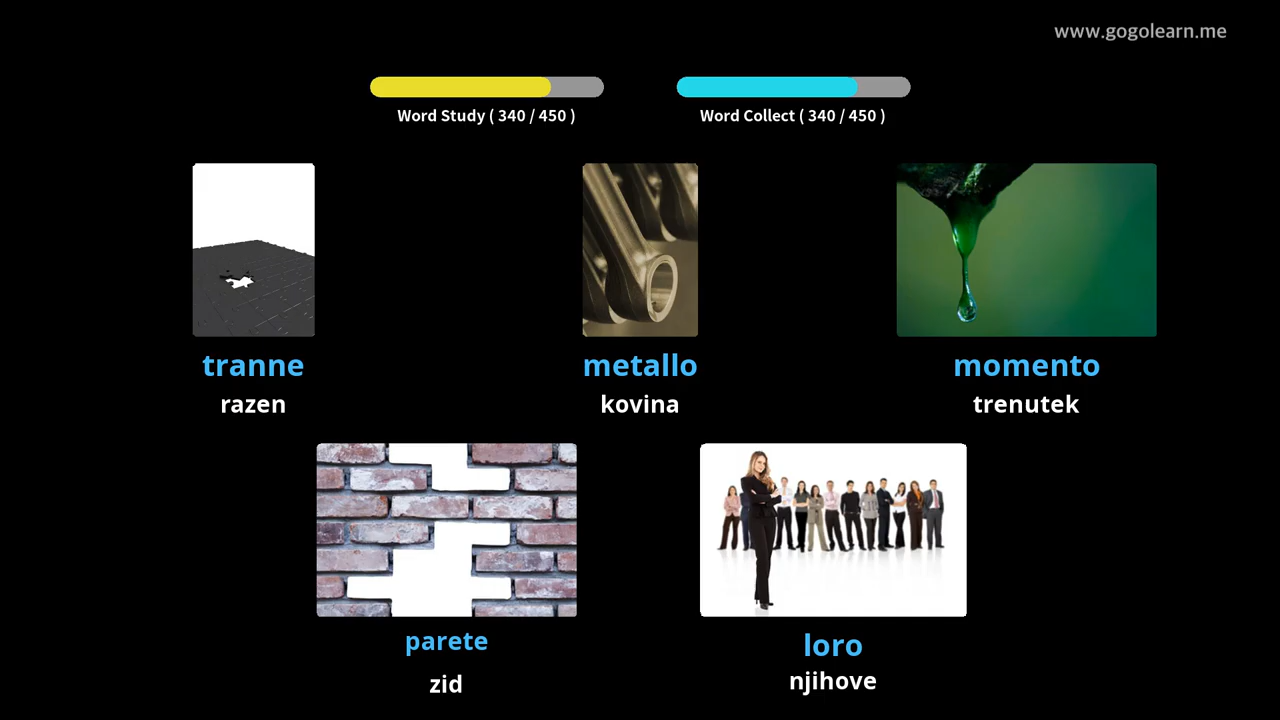 www.gogolearn.me
Word Study ( 340 / 450 )
Word Collect ( 340 / 450 )
tranne
razen
metallo
kovina
momento
trenutek
parete
zid
loro
njihove